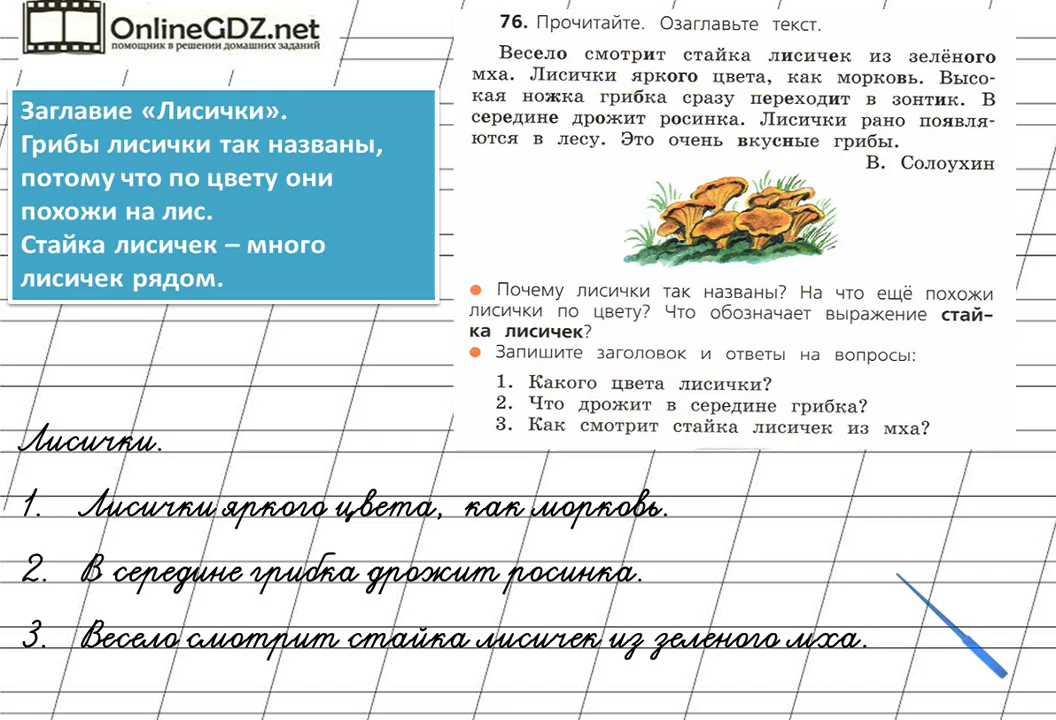 OnlineGDZ.net
помощник в решении домашних заданий
Заглавие «Лисички».
Грибы лисички так названы,
потому что по цвету они
похожи на лис.
Стайка лисичек – много
лисичек рядом.
76. Прочитайте. Озаглавьте текст.
Весело смотрит стайка лисичек из зелёного
мха. Лисички яркого цвета, как морковь. Высо-
кая ножка грибка сразу переходит в зонтик. В
середине дрожит росинка. Лисички рано появля-
ются в лесу. Это очень вкусные грибы.
В. Солоухин
● Почему лисички так названы? На что ещё похожи
лисички по цвету? Что обозначает выражение стай-
ка лисичек?
● Запишите заголовок и ответы на вопросы:
1. Какого цвета лисички?
2. Что дрожит в середине грибка?
3. Как смотрит стайка лисичек из мха?
Лисички.
1. Лисички яркого цвета, как морковь.
2. В середине грибка дрожит росинка.
3. Весело смотрит стайка лисичек из зеленого мха.